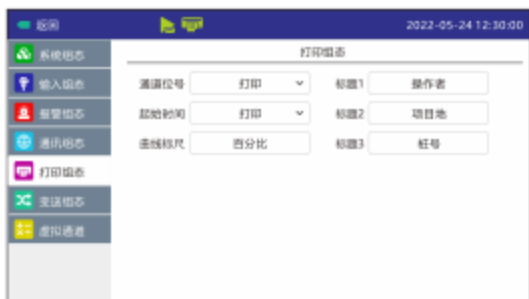 返回 2022-05-24 12:30:00
系统组态
输入组态
报警组态
通讯组态
打印组态
变送组态
虚拟通道
打印组态
通道位号 打印 标题1 操作者
起始时间 打印 标题2 项目地
曲线标尺 百分比 标题3 桩号